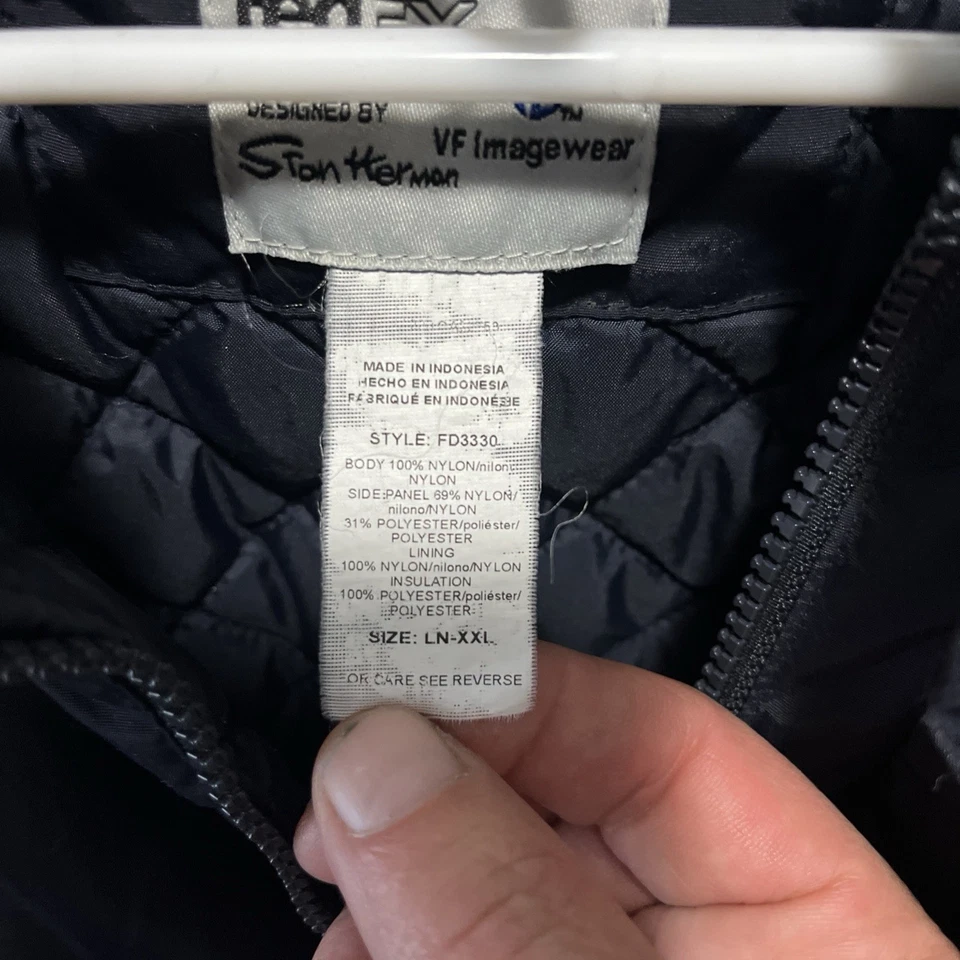 DESIGNED BY
Stan Herman
VF Imagewear
MADE IN INDONESIA
HECHO EN INDONESIA
FABRIQUÉ EN INDONÉSIE
STYLE: FD3330
BODY 100% NYLON/nilon
NYLON
SIDE:PANEL 69% NYLON/
nilono/NYLON
31% POLYESTER/poliéster/
POLYESTER
LINING
100% NYLON/nilono/NYLON
INSULATION
100% POLYESTER/poliéster/
POLYESTER
SIZE: LN-XXL
OR CARE SEE REVERSE